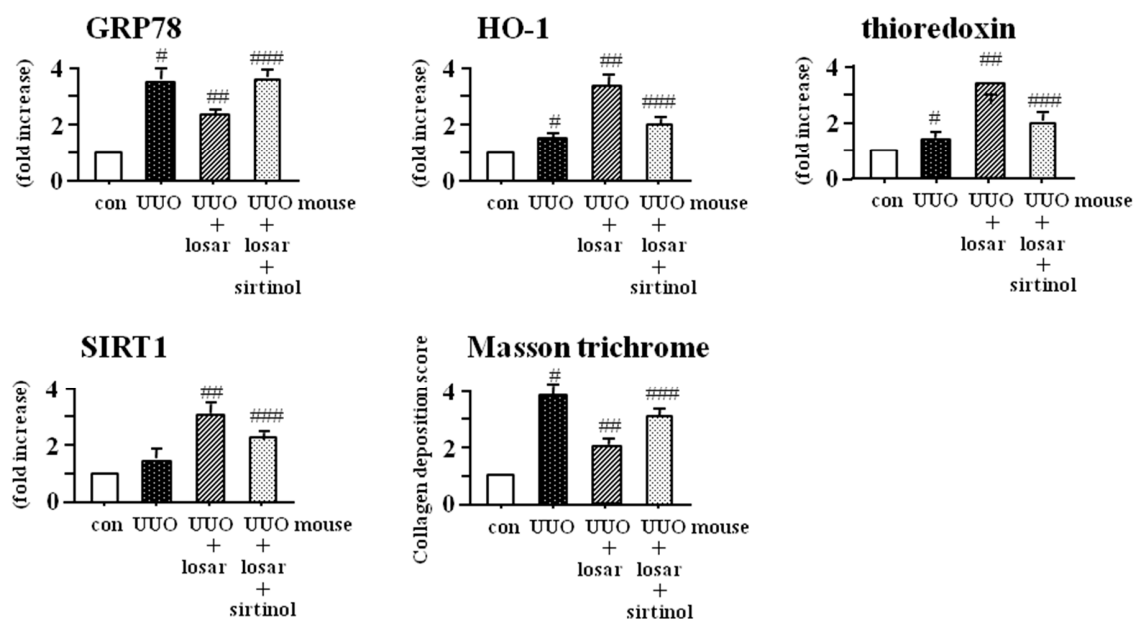 GRP78
(fold increase)
4
2
0
#
##
###
con UUO UUO UUO mouse
+ +
losar losar
+
sirtinol
HO-1
(fold increase)
4
2
0
#
##
###
con UUO UUO UUO mouse
+ +
losar losar
+
sirtinol
thioredoxin
(fold increase)
4
2
0
#
##
###
con UUO UUO UUO mouse
+ +
losar losar
+
sirtinol
SIRT1
(fold increase)
4
2
0
##
###
con UUO UUO UUO mouse
+ +
losar losar
+
sirtinol
Masson trichrome
Collagen deposition score
4
2
0
#
##
###
con UUO UUO UUO mouse
+ +
losar losar
+
sirtinol